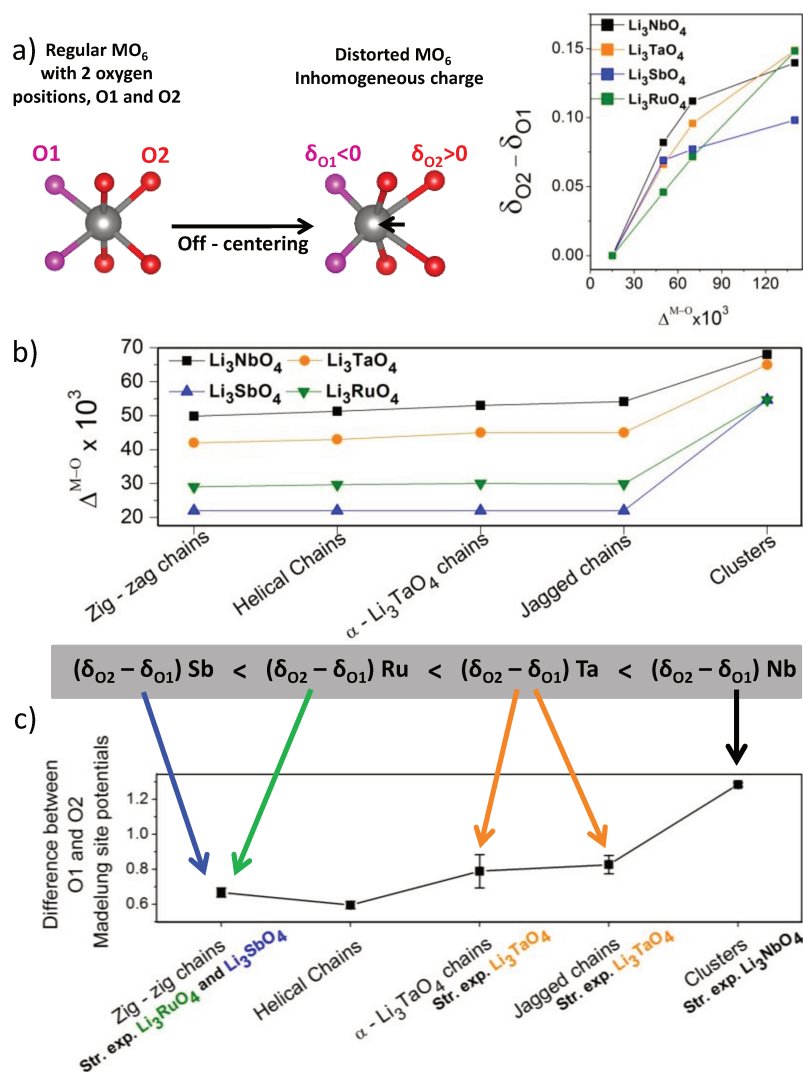 a)
Regular MO6
with 2 oxygen
positions, O1 and O2
Distorted MO6
Inhomogeneous charge
O1
O2
δO1<0
δO2>0
Off - centering
Li3NbO4
Li3TaO4
Li3SbO4
Li3RuO4
0.15
0.10
0.05
0.00
δO2 – δO1
0
30
60
90
120
Δ^M–O x10^3
b)
70
60
50
40
30
20
Δ^M–O x 10^3
Li3NbO4
Li3TaO4
Li3SbO4
Li3RuO4
Zig - zag chains
Helical Chains
α - Li3TaO4 chains
Jagged chains
Clusters
(δO2 – δO1) Sb < (δO2 – δO1) Ru < (δO2 – δO1) Ta < (δO2 – δO1) Nb
c)
Difference between
O1 and O2
Madelung site potentials
1.2
1.0
0.8
0.6
Zig - zig chains
Str. exp. Li3RuO4 and Li3SbO4
Helical Chains
α - Li3TaO4 chains
Str. exp. Li3TaO4
Jagged chains
Str. exp. Li3TaO4
Clusters
Str. exp. Li3NbO4